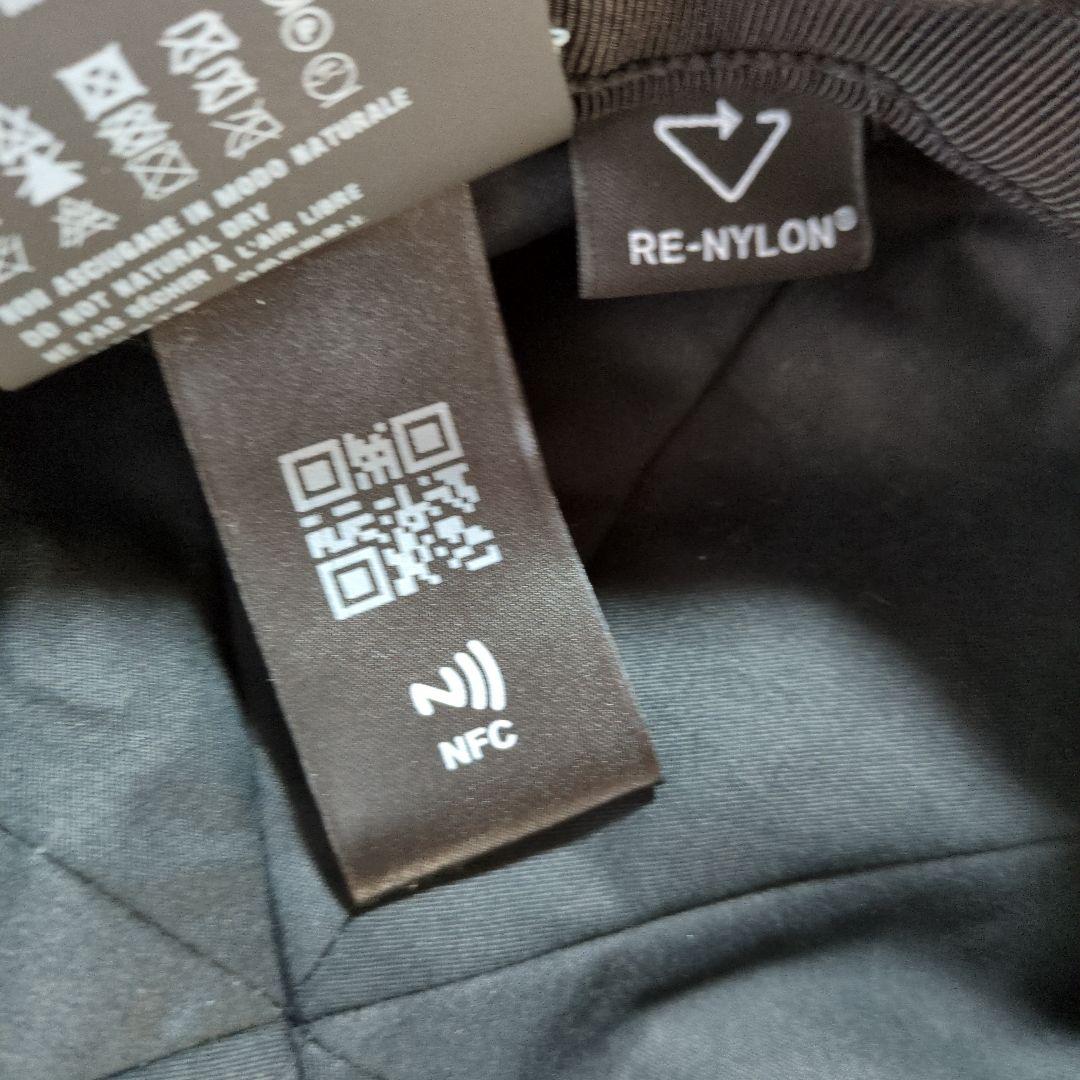 NON ASCIUGARE IN MODO NATURALE
DO NOT NATURAL DRY
NE PAS SÉCHER À L'AIR LIBRE
RE-NYLON®
NFC